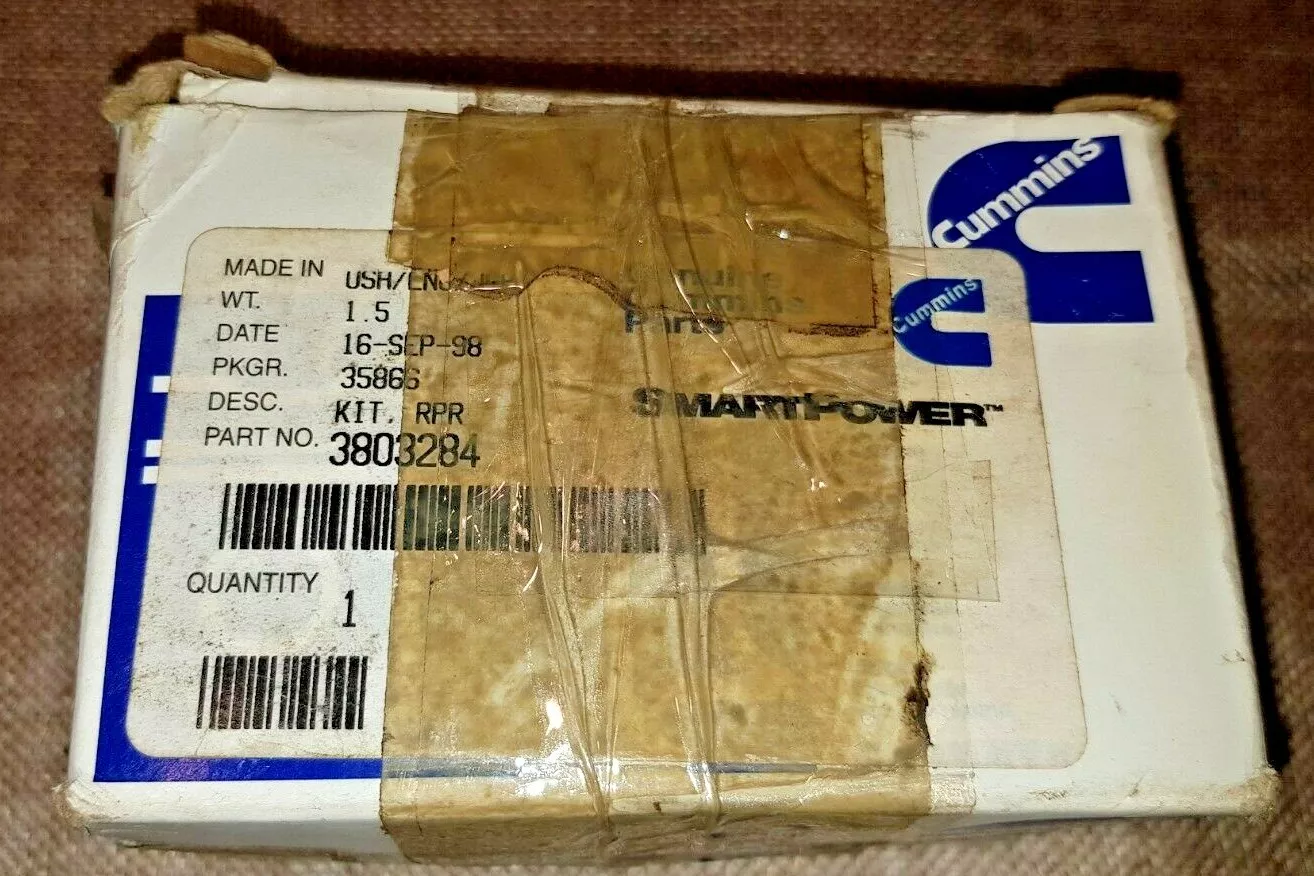 Cummins
MADE IN
WT. 1.5
DATE 16-SEP-98
PKGR. 35866
DESC. KIT, RPR
PART NO. 3803284
Parts
Cummins
SMARTPOWER™
QUANTITY 1